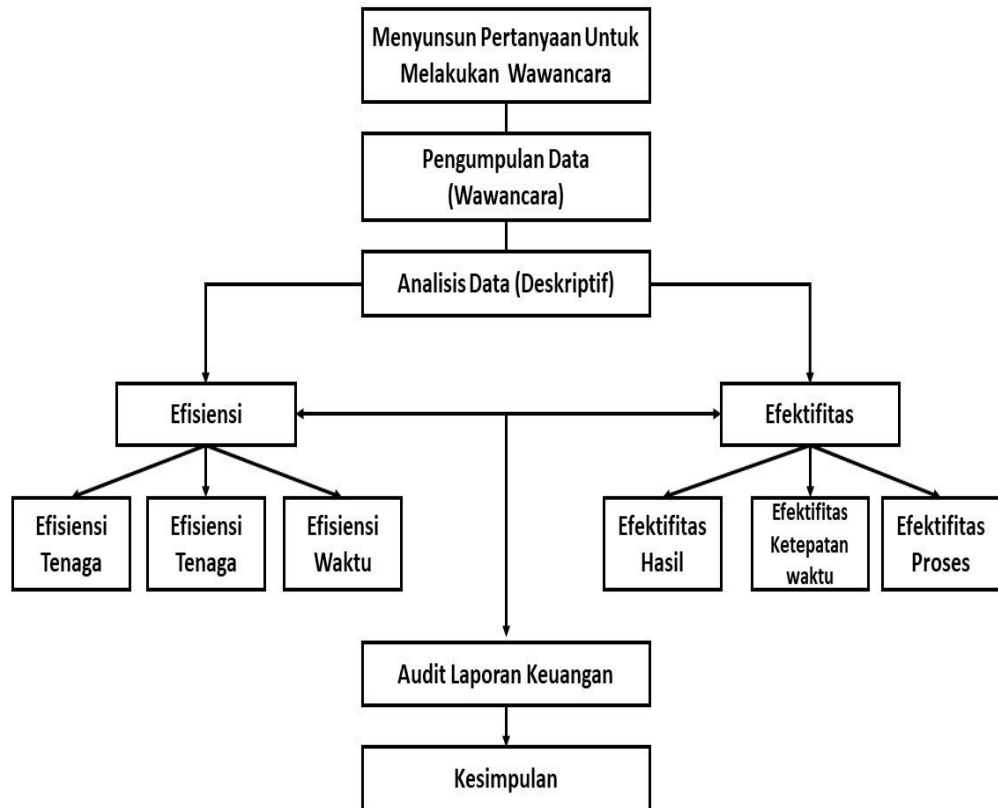 Menyunsun Pertanyaan Untuk
Melakukan Wawancara
Pengumpulan Data
(Wawancara)
Analisis Data (Deskriptif)
Efisiensi
Efektifitas
Efisiensi
Tenaga
Efisiensi
Tenaga
Efisiensi
Waktu
Efektifitas
Hasil
Efektifitas
Ketepatan
waktu
Efektifitas
Proses
Audit Laporan Keuangan
Kesimpulan